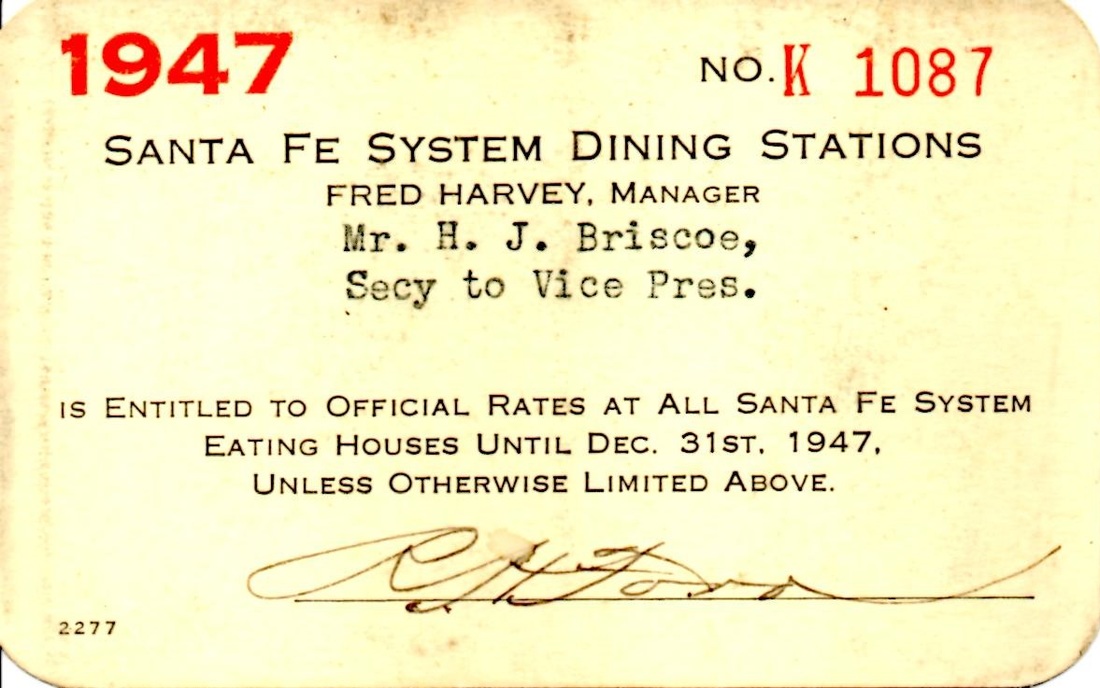 1947 NO. K 1087
SANTA FE SYSTEM DINING STATIONS
FRED HARVEY, MANAGER
Mr. H. J. Briscoe,
Secy to Vice Pres.
IS ENTITLED TO OFFICIAL RATES AT ALL SANTA FE SYSTEM
EATING HOUSES UNTIL DEC. 31ST, 1947,
UNLESS OTHERWISE LIMITED ABOVE.
2277